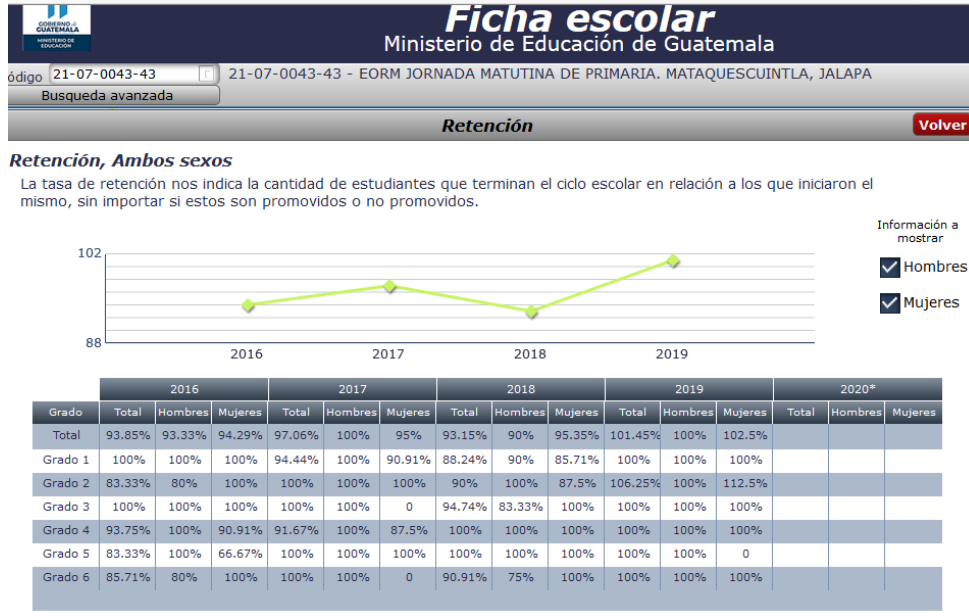 GOBIERNO de
GUATEMALA
MINISTERIO DE
EDUCACIÓN
Ficha escolar
Ministerio de Educación de Guatemala
ódigo 21-07-0043-43 21-07-0043-43 - EORM JORNADA MATUTINA DE PRIMARIA. MATAQUESCUINTLA, JALAPA
Busqueda avanzada
Retención Volver
Retención, Ambos sexos
La tasa de retención nos indica la cantidad de estudiantes que terminan el ciclo escolar en relación a los que iniciaron el
mismo, sin importar si estos son promovidos o no promovidos.
Información a
mostrar
Hombres
Mujeres
102
88
2016 2017 2018 2019
2016 2017 2018 2019 2020*
Grado Total Hombres Mujeres Total Hombres Mujeres Total Hombres Mujeres Total Hombres Mujeres Total Hombres Mujeres
Total 93.85% 93.33% 94.29% 97.06% 100% 95% 93.15% 90% 95.35% 101.45% 100% 102.5%
Grado 1 100% 100% 100% 94.44% 100% 90.91% 88.24% 90% 85.71% 100% 100% 100%
Grado 2 83.33% 80% 100% 100% 100% 100% 90% 100% 87.5% 106.25% 100% 112.5%
Grado 3 100% 100% 100% 100% 100% 0 94.74% 83.33% 100% 100% 100% 100%
Grado 4 93.75% 100% 90.91% 91.67% 100% 87.5% 100% 100% 100% 100% 100% 100%
Grado 5 83.33% 100% 66.67% 100% 100% 100% 100% 100% 100% 100% 100% 0
Grado 6 85.71% 80% 100% 100% 100% 0 90.91% 75% 100% 100% 100% 100%